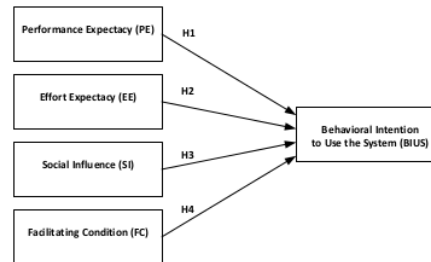 Performance Expectacy (PE)
H1
Effort Expectacy (EE)
H2
Behavioral Intention
to Use the System (BIUS)
Social Influence (SI)
H3
H4
Facilitating Condition (FC)